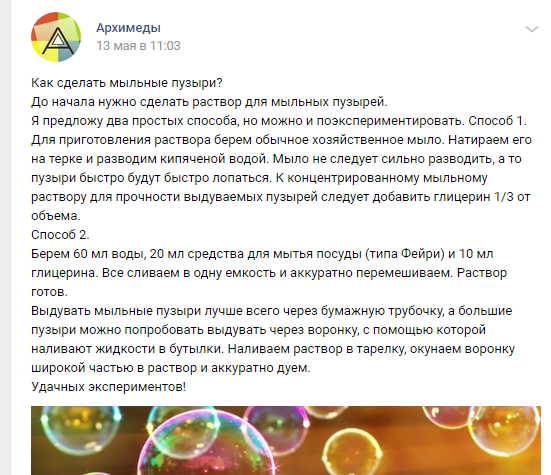 Архимеды
13 мая в 11:03
Как сделать мыльные пузыри?
До начала нужно сделать раствор для мыльных пузырей.
Я предложу два простых способа, но можно и поэкспериментировать. Способ 1.
Для приготовления раствора берем обычное хозяйственное мыло. Натираем его
на терке и разводим кипяченой водой. Мыло не следует сильно разводить, а то
пузыри быстро будут быстро лопаться. К концентрированному мыльному
раствору для прочности выдуваемых пузырей следует добавить глицерин 1/3 от
объема.
Способ 2.
Берем 60 мл воды, 20 мл средства для мытья посуды (типа Фейри) и 10 мл
глицерина. Все сливаем в одну емкость и аккуратно перемешиваем. Раствор
готов.
Выдувать мыльные пузыри лучше всего через бумажную трубочку, а большие
пузыри можно попробовать выдувать через воронку, с помощью которой
наливают жидкости в бутылки. Наливаем раствор в тарелку, окунаем воронку
широкой частью в раствор и аккуратно дуем.
Удачных экспериментов!